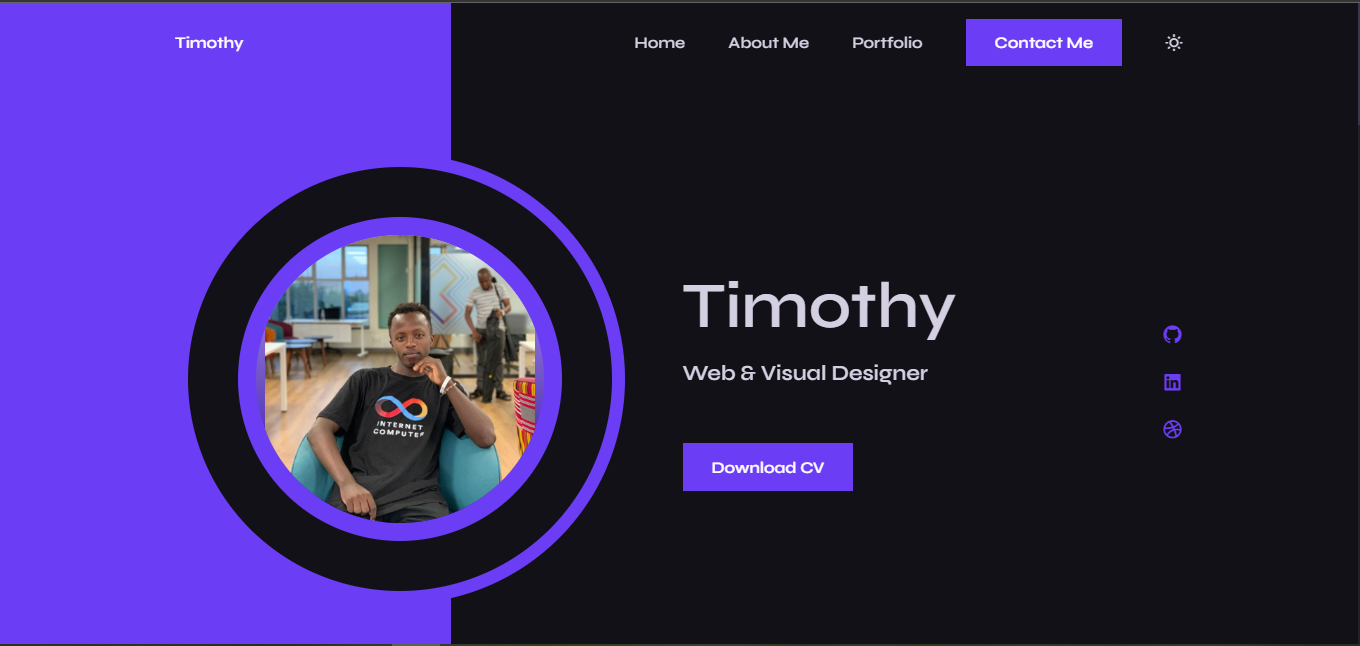 Timothy
Home About Me Portfolio Contact Me
INTERNET
COMPUTER
Timothy
Web & Visual Designer
Download CV